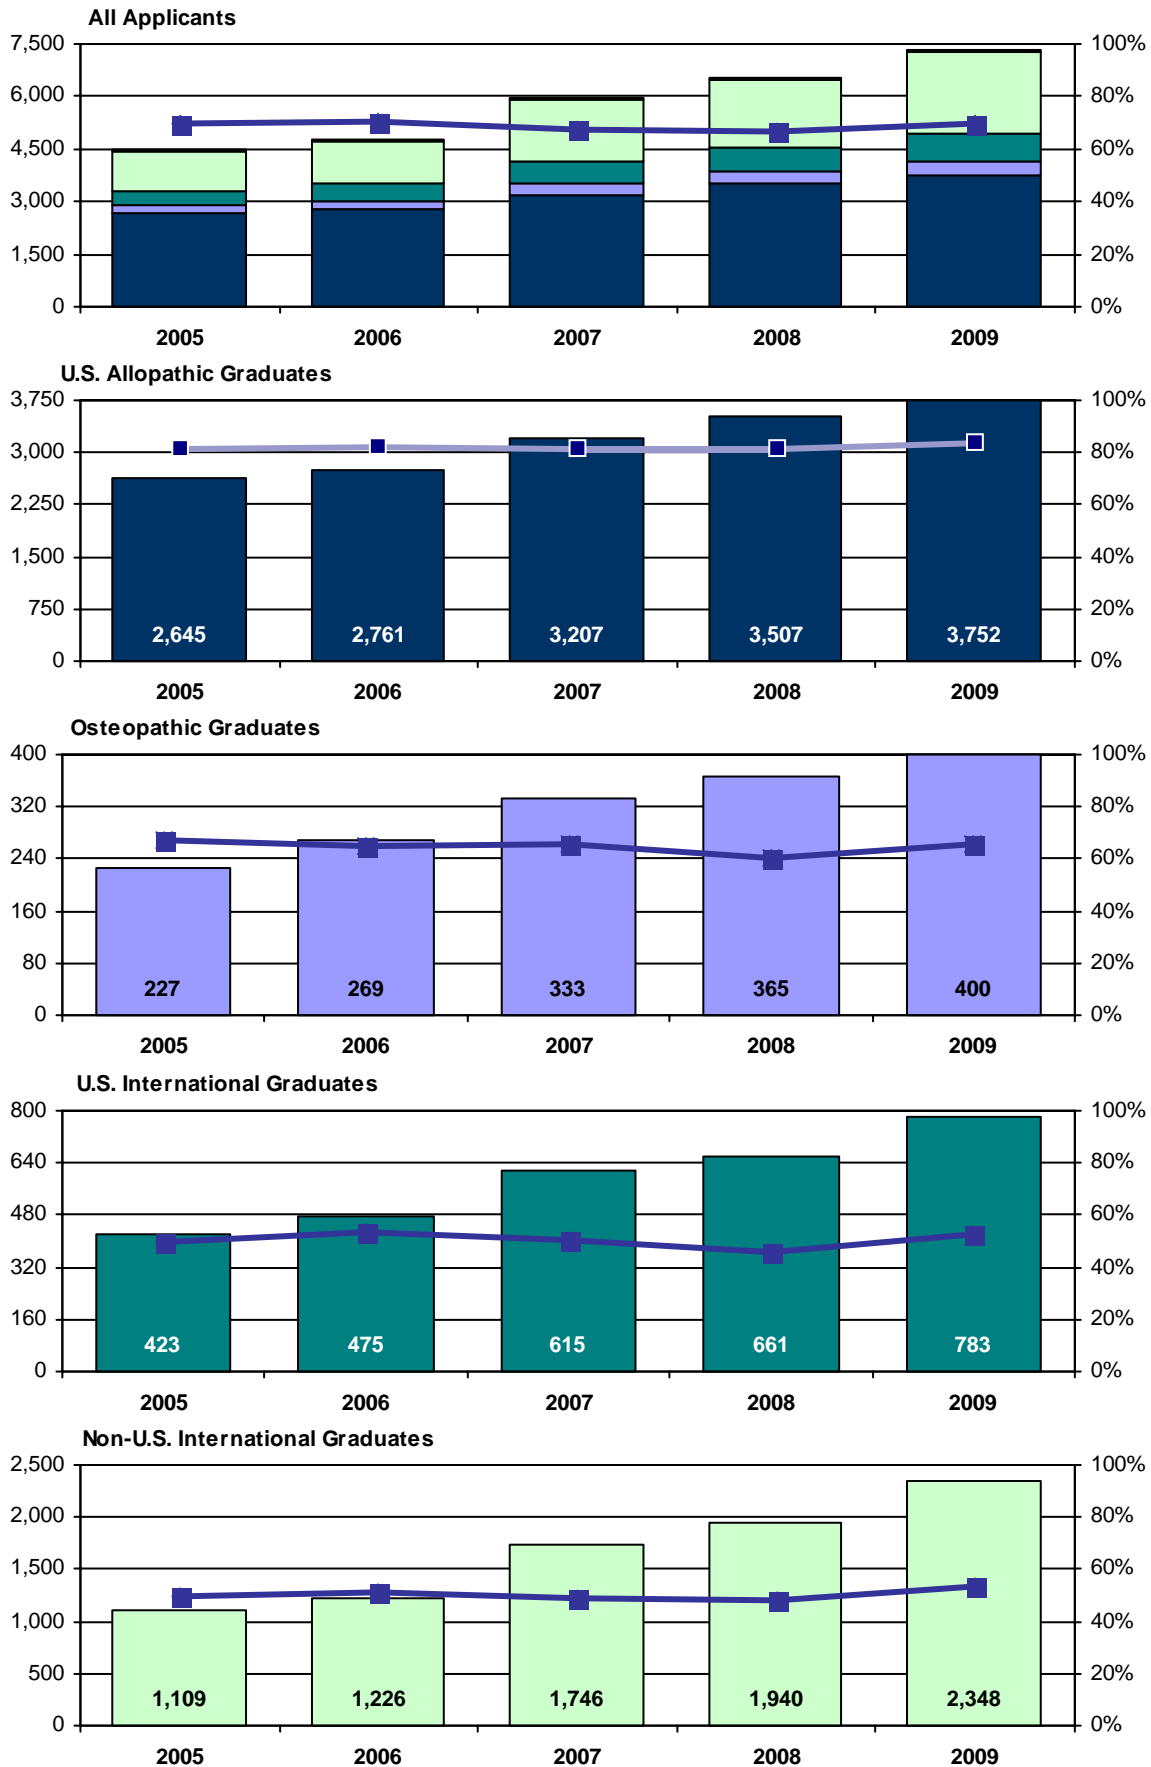 All Applicants
7,500 100%
6,000 80%
4,500 60%
3,000 40%
1,500 20%
0 0%
2005 2006 2007 2008 2009
U.S. Allopathic Graduates
3,750 100%
3,000 80%
2,250 60%
1,500 40%
750 20%
2,645 2,761 3,207 3,507 3,752
0 0%
2005 2006 2007 2008 2009
Osteopathic Graduates
400 100%
320 80%
240 60%
160 40%
80 20%
227 269 333 365 400
0 0%
2005 2006 2007 2008 2009
U.S. International Graduates
800 100%
640 80%
480 60%
320 40%
160 20%
423 475 615 661 783
0 0%
2005 2006 2007 2008 2009
Non-U.S. International Graduates
2,500 100%
2,000 80%
1,500 60%
1,000 40%
500 20%
1,109 1,226 1,746 1,940 2,348
0 0%
2005 2006 2007 2008 2009